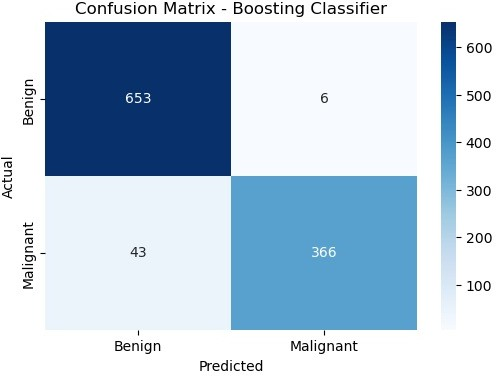 Confusion Matrix - Boosting Classifier
Actual
Benign
653
6
Malignant
43
366
Benign
Malignant
Predicted
600
500
400
300
200
100